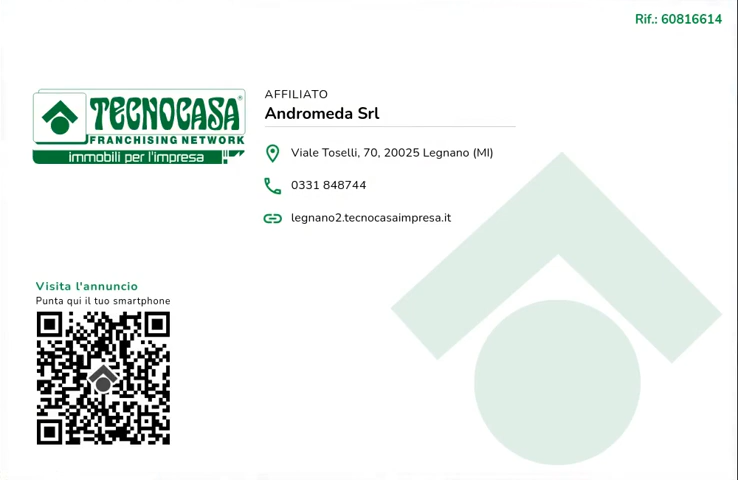 Rif.: 60816614
TECNOCASA®
FRANCHISING NETWORK
immobili per l'impresa
AFFILIATO
Andromeda Srl
Viale Toselli, 70, 20025 Legnano (MI)
0331 848744
legnano2.tecnocasaimpresa.it
Visita l'annuncio
Punta qui il tuo smartphone